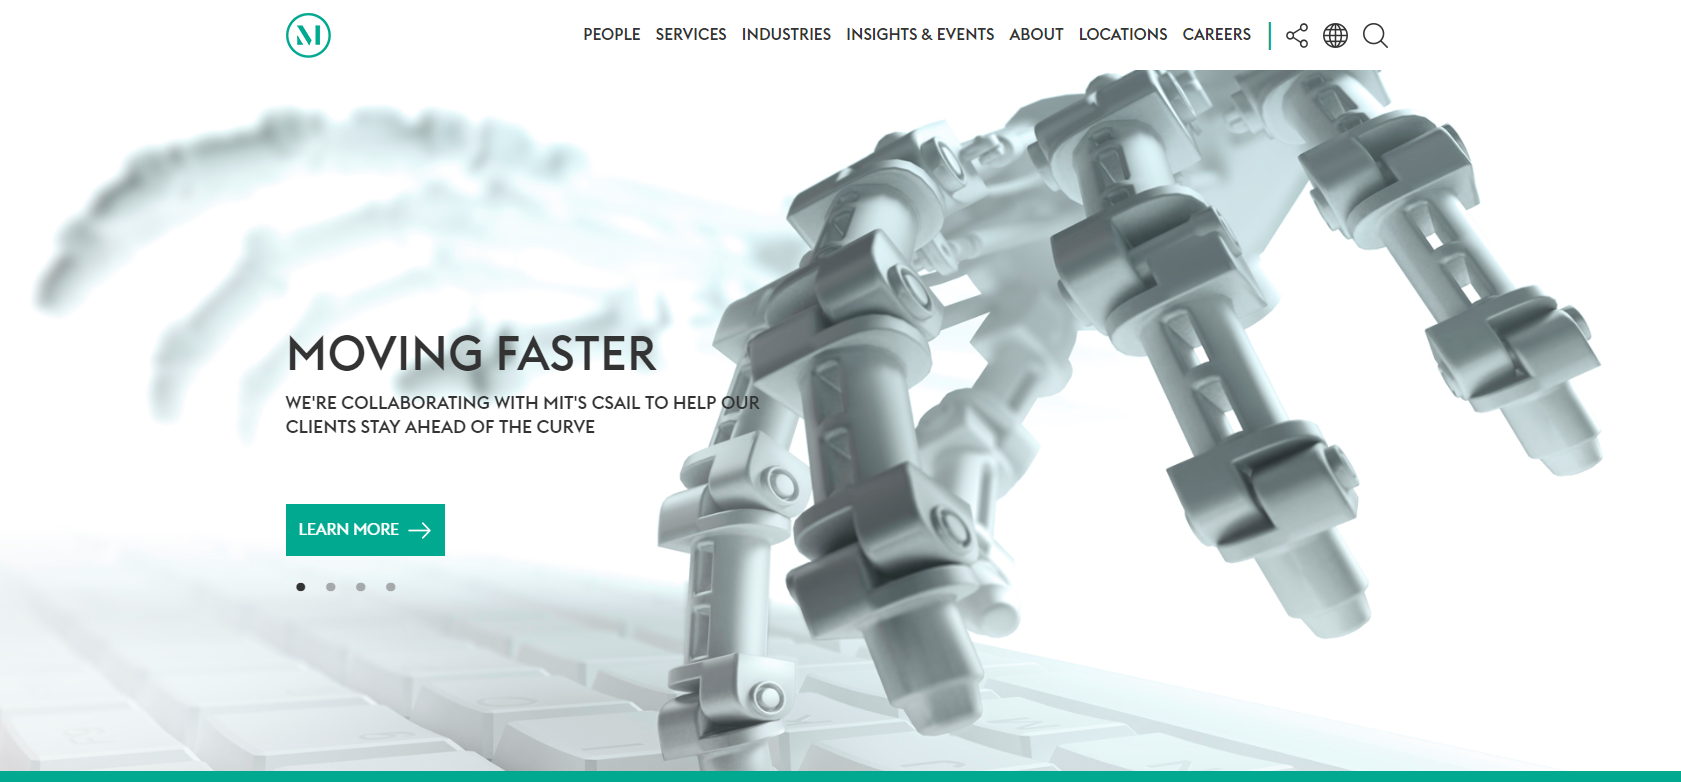 M
PEOPLE SERVICES INDUSTRIES INSIGHTS & EVENTS ABOUT LOCATIONS CAREERS
MOVING FASTER
WE'RE COLLABORATING WITH MIT'S CSAIL TO HELP OUR
CLIENTS STAY AHEAD OF THE CURVE
LEARN MORE